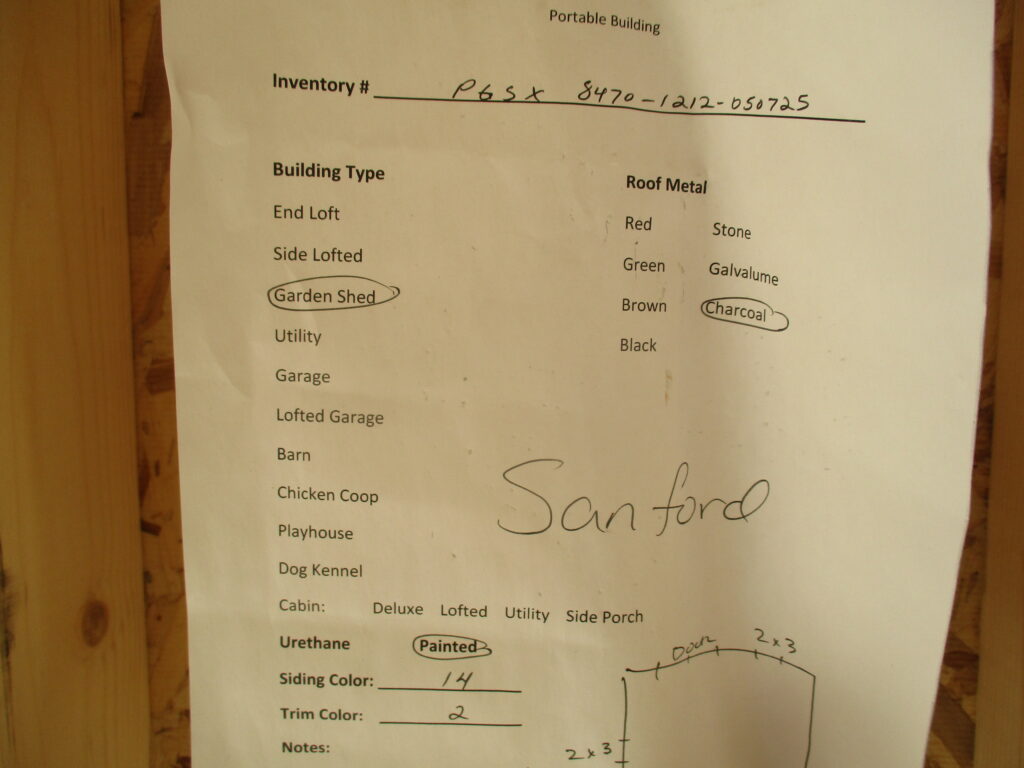 Portable Building
Inventory # PGSX 8470-1212-050725
Building Type
End Loft
Side Lofted
Garden Shed
Utility
Garage
Lofted Garage
Barn
Chicken Coop
Playhouse
Dog Kennel
Roof Metal
Red Stone
Green Galvalume
Brown Charcoal
Black
Sanford
Cabin: Deluxe Lofted Utility Side Porch
Urethane Painted
Siding Color: 14
Trim Color: 2
Notes:
Door 2x3
2x3